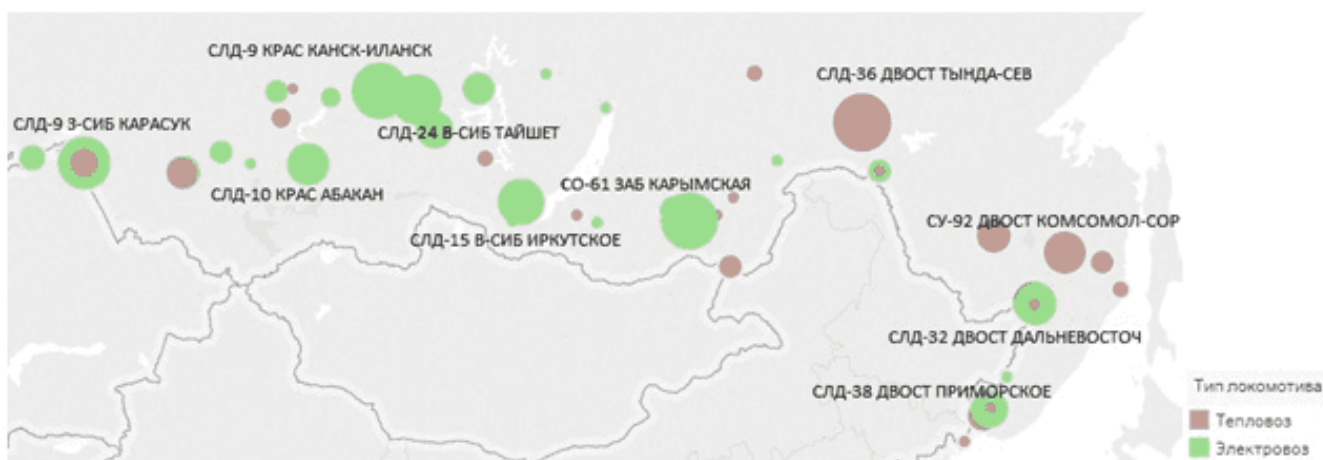 СЛД-9 КРАС КАНСК-ИЛАНСК
СЛД-36 ДВОСТ ТЫНДА-СЕВ
СЛД-9 З-СИБ КАРАСУК
СЛД-24 В-СИБ ТАЙШЕТ
СЛД-10 КРАС АБАКАН
СО-61 ЗАБ КАРЫМСКАЯ
СУ-92 ДВОСТ КОМСОМОЛ-СОР
СЛД-15 В-СИБ ИРКУТСКОЕ
СЛД-32 ДВОСТ ДАЛЬНЕВОСТОЧ
СЛД-38 ДВОСТ ПРИМОРСКОЕ
Тип локомотива
Тепловоз
Электровоз